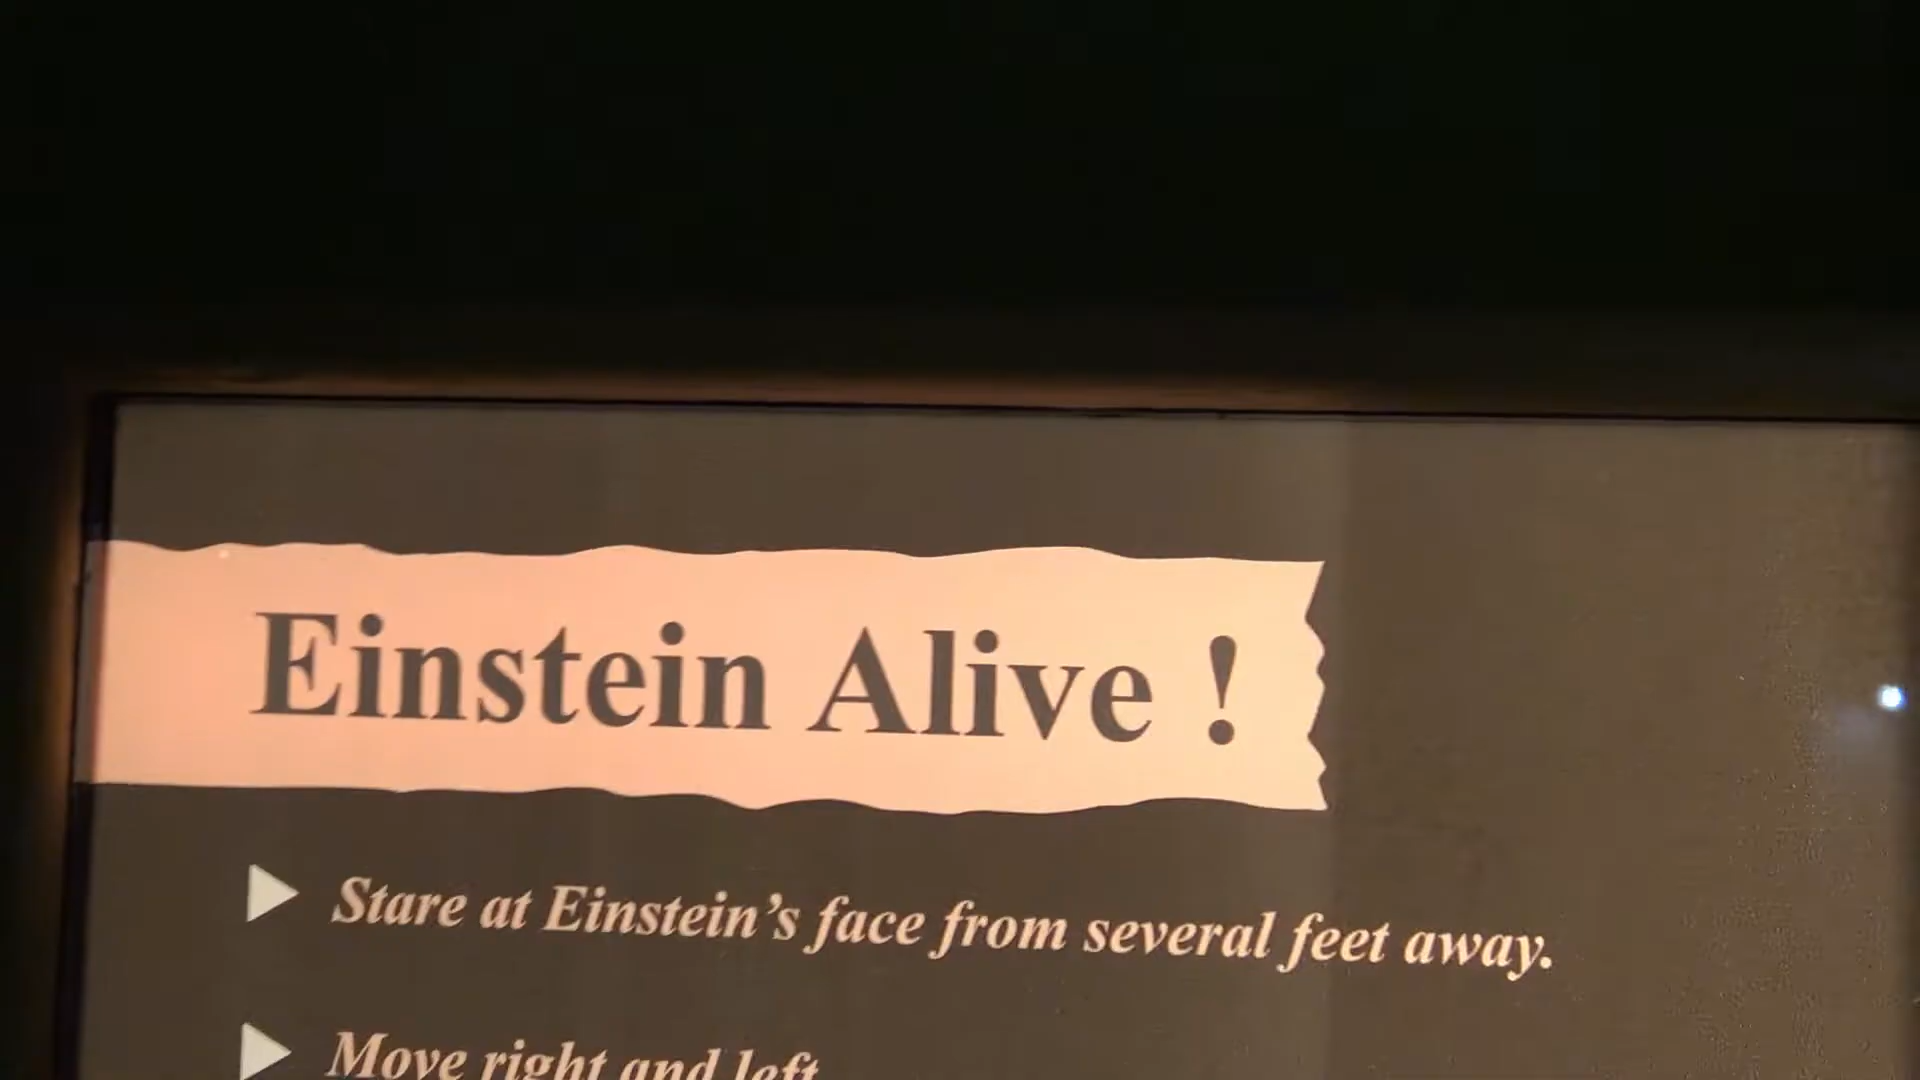 Einstein Alive !
Stare at Einstein's face from several feet away.
Move right and left